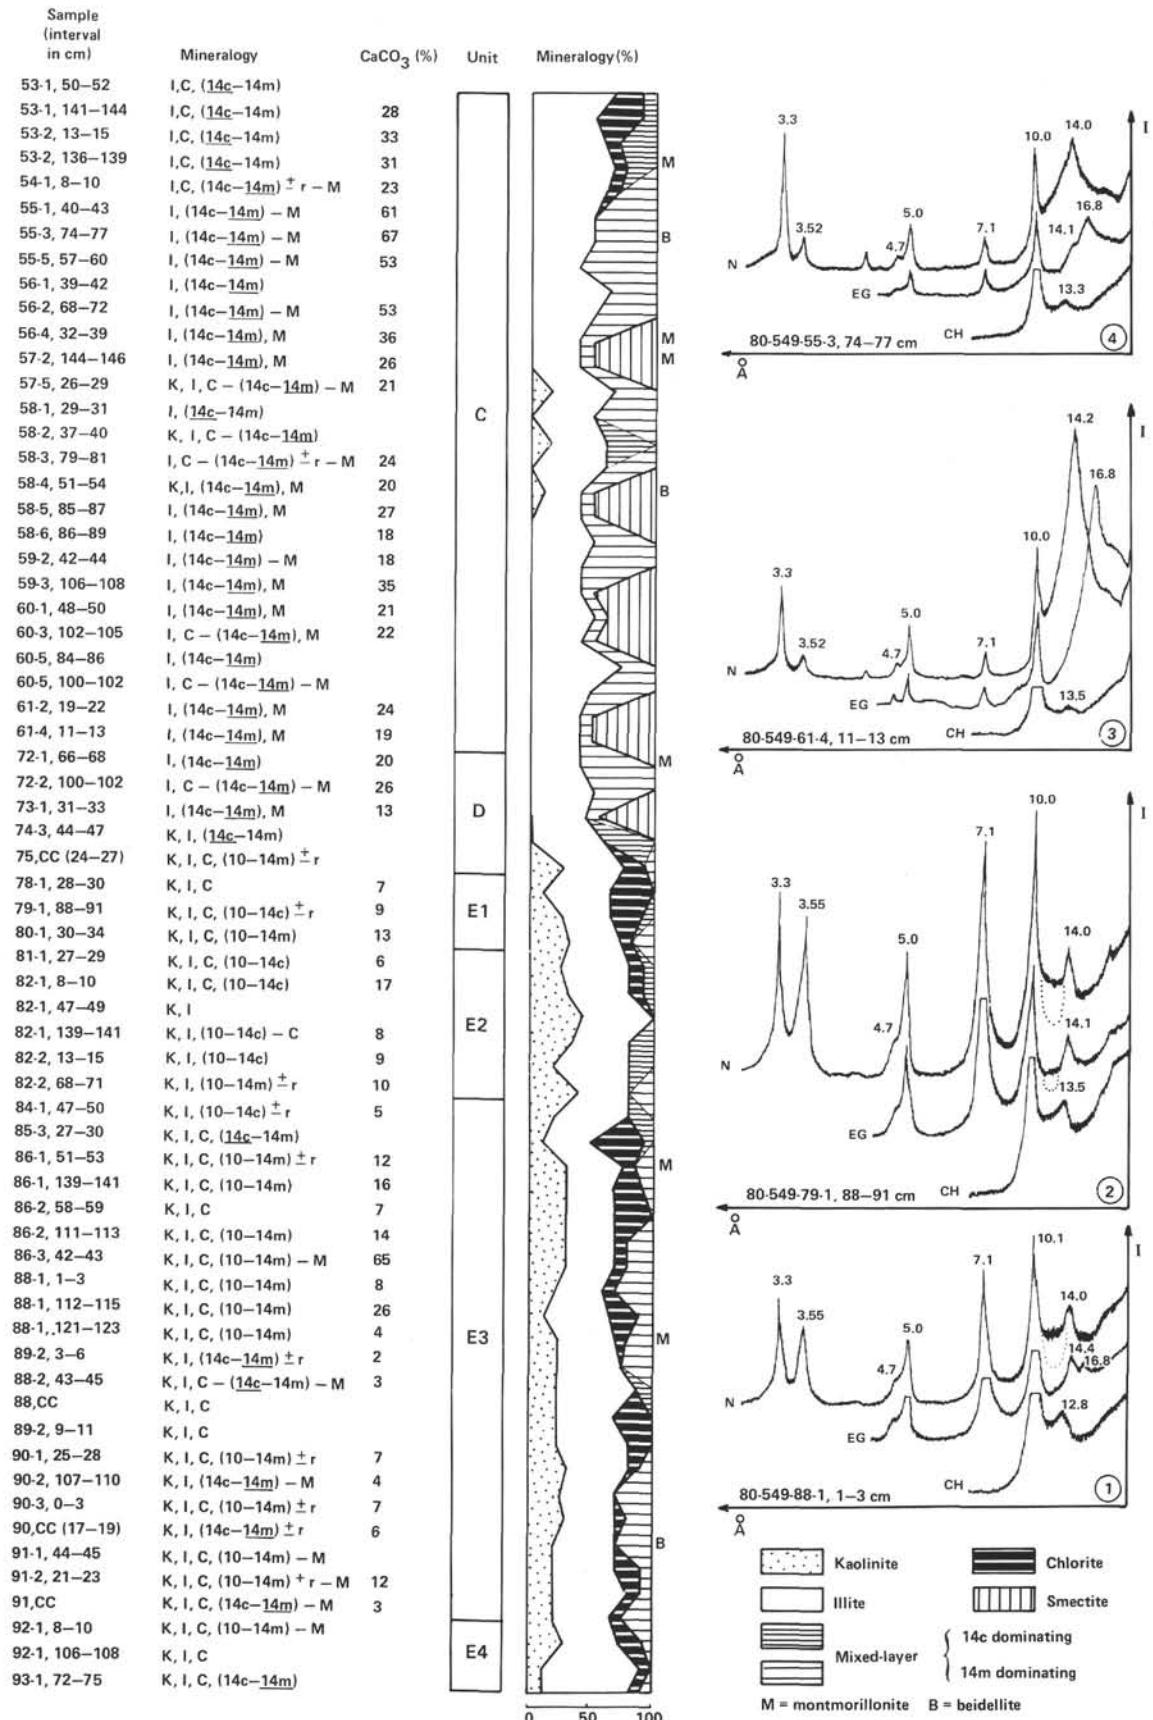 Sample
(interval
in cm) Mineralogy CaCO3 (%) Unit Mineralogy(%)
53-1, 50–52 I,C, (14c–14m)
53-1, 141–144 I,C, (14c–14m) 28
53-2, 13–15 I,C, (14c–14m) 33
53-2, 136–139 I,C, (14c–14m) 31
54-1, 8–10 I,C, (14c–14m) ± r – M 23
55-1, 40–43 I, (14c–14m) – M 61
55-3, 74–77 I, (14c–14m) – M 67
55-5, 57–60 I, (14c–14m) – M 53
56-1, 39–42 I, (14c–14m)
56-2, 68–72 I, (14c–14m) – M 53
56-4, 32–39 I, (14c–14m), M 36
57-2, 144–146 I, (14c–14m), M 26
57-5, 26–29 K, I, C – (14c–14m) – M 21
58-1, 29–31 I, (14c–14m)
58-2, 37–40 K, I, C – (14c–14m)
58-3, 79–81 I, C – (14c–14m) ± r – M 24
58-4, 51–54 K,I, (14c–14m), M 20
58-5, 85–87 I, (14c–14m), M 27
58-6, 86–89 I, (14c–14m) 18
59-2, 42–44 I, (14c–14m) – M 18
59-3, 106–108 I, (14c–14m), M 35
60-1, 48–50 I, (14c–14m), M 21
60-3, 102–105 I, C – (14c–14m), M 22
60-5, 84–86 I, (14c–14m)
60-5, 100–102 I, C – (14c–14m) – M
61-2, 19–22 I, (14c–14m), M 24
61-4, 11–13 I, (14c–14m), M 19
72-1, 66–68 I, (14c–14m) 20
72-2, 100–102 I, C – (14c–14m) – M 26
73-1, 31–33 I, (14c–14m), M 13
74-3, 44–47 K, I, (14c–14m)
75,CC (24–27) K, I, C, (10–14m) ± r
78-1, 28–30 K, I, C 7
79-1, 88–91 K, I, C, (10–14c) ± r 9
80-1, 30–34 K, I, C, (10–14m) 13
81-1, 27–29 K, I, C, (10–14c) 6
82-1, 8–10 K, I, C, (10–14c) 17
82-1, 47–49 K, I
82-1, 139–141 K, I, (10–14c) – C 8
82-2, 13–15 K, I, (10–14c) 9
82-2, 68–71 K, I, (10–14m) ± r 10
84-1, 47–50 K, I, (10–14c) ± r 5
85-3, 27–30 K, I, C, (14c–14m)
86-1, 51–53 K, I, C, (10–14m) ± r 12
86-1, 139–141 K, I, C, (10–14m) 16
86-2, 58–59 K, I, C 7
86-2, 111–113 K, I, C, (10–14m) 14
86-3, 42–43 K, I, C, (10–14m) – M 65
88-1, 1–3 K, I, C, (10–14m) 8
88-1, 112–115 K, I, C, (10–14m) 26
88-1,.121–123 K, I, C, (10–14m) 4
89-2, 3–6 K, I, (14c–14m) ± r 2
88-2, 43–45 K, I, C – (14c–14m) – M 3
88,CC K, I, C
89-2, 9–11 K, I, C
90-1, 25–28 K, I, C, (10–14m) ± r 7
90-2, 107–110 K, I, (14c–14m) – M 4
90-3, 0–3 K, I, C, (10–14m) ± r 7
90,CC (17–19) K, I, (14c–14m) ± r 6
91-1, 44–45 K, I, C, (10–14m) – M
91-2, 21–23 K, I, C, (10–14m) + r – M 12
91,CC K, I, C, (14c–14m) – M 3
92-1, 8–10 K, I, C, (10–14m) – M
92-1, 106–108 K, I, C
93-1, 72–75 K, I, C, (14c–14m)
C
D
E1
E2
E3
E4
M
B
M
M
B
M
M
M
B
0 50 100
I
3.3 10.0 14.0
3.52 5.0 7.1 16.8
4.7 14.1
N
EG 13.3
CH
80-549-55-3, 74–77 cm 4
Å
I
14.2
16.8
10.0
3.3
5.0
3.52 4.7 7.1
N
EG 13.5
CH
80-549-61-4, 11–13 cm 3
Å
I
10.0
7.1
3.3
3.55
5.0 14.0
4.7 14.1
N
13.5
EG
CH
80-549-79-1, 88–91 cm 2
Å
I
10.1
7.1
3.3
14.0
3.55
5.0
14.4
4.7 16.8
N
12.8
EG
CH
80-549-88-1, 1–3 cm 1
Å
Kaolinite Chlorite
Illite Smectite
Mixed-layer { 14c dominating
14m dominating
M = montmorillonite B = beidellite